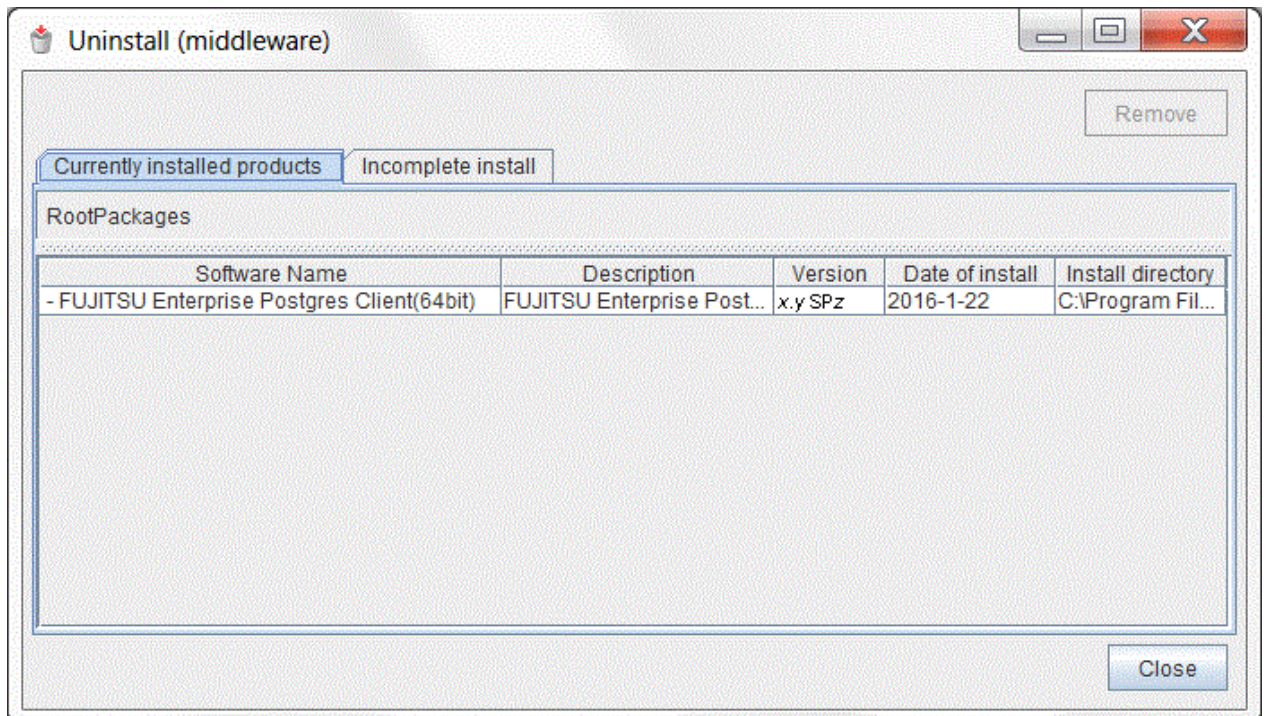 Uninstall (middleware)
Remove
Currently installed products Incomplete install
RootPackages
Software Name Description Version Date of install Install directory
- FUJITSU Enterprise Postgres Client(64bit) FUJITSU Enterprise Post... x.y SPz 2016-1-22 C:\Program Fil...
Close